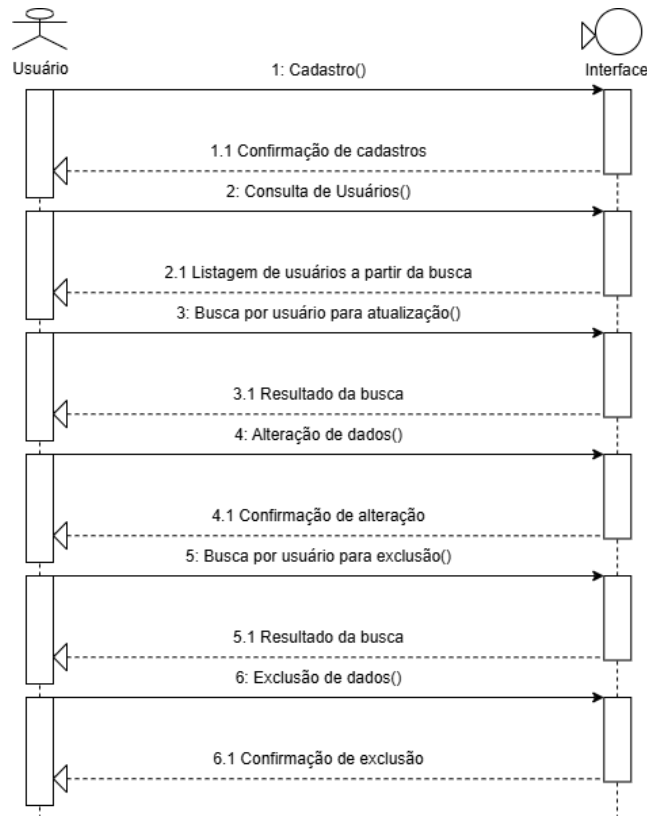 Usuário
Interface
1: Cadastro()
1.1 Confirmação de cadastros
2: Consulta de Usuários()
2.1 Listagem de usuários a partir da busca
3: Busca por usuário para atualização()
3.1 Resultado da busca
4: Alteração de dados()
4.1 Confirmação de alteração
5: Busca por usuário para exclusão()
5.1 Resultado da busca
6: Exclusão de dados()
6.1 Confirmação de exclusão